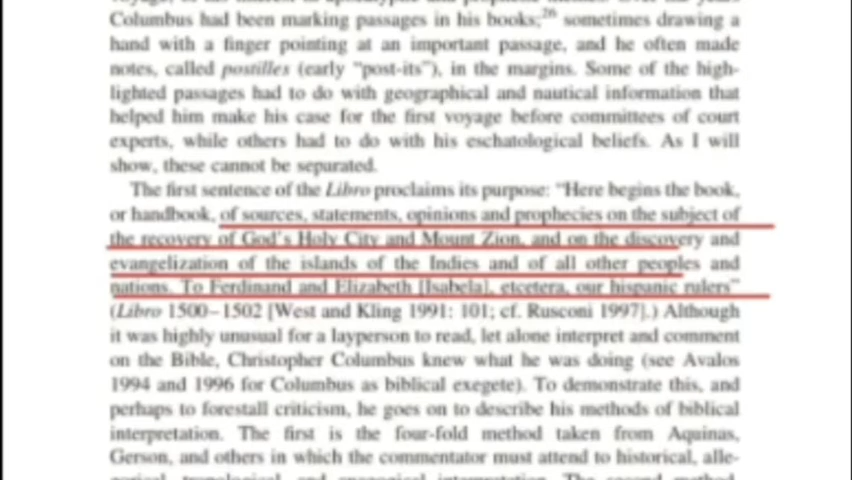 Columbus had been marking passages in his books;26 sometimes drawing a
hand with a finger pointing at an important passage, and he often made
notes, called postilles (early "post-its"), in the margins. Some of the high-
lighted passages had to do with geographical and nautical information that
helped him make his case for the first voyage before committees of court
experts, while others had to do with his eschatological beliefs. As I will
show, these cannot be separated.
The first sentence of the Libro proclaims its purpose: "Here begins the book,
or handbook, of sources, statements, opinions and prophecies on the subject of
the recovery of God's Holy City and Mount Zion, and on the discovery and
evangelization of the islands of the Indies and of all other peoples and
nations. To Ferdinand and Elizabeth [Isabela], etcetera, our hispanic rulers"
(Libro 1500–1502 [West and Kling 1991: 101; cf. Rusconi 1997].) Although
it was highly unusual for a layperson to read, let alone interpret and comment
on the Bible, Christopher Columbus knew what he was doing (see Avalos
1994 and 1996 for Columbus as biblical exegete). To demonstrate this, and
perhaps to forestall criticism, he goes on to describe his methods of biblical
interpretation. The first is the four-fold method taken from Aquinas,
Gerson, and others in which the commentator must attend to historical, alle-